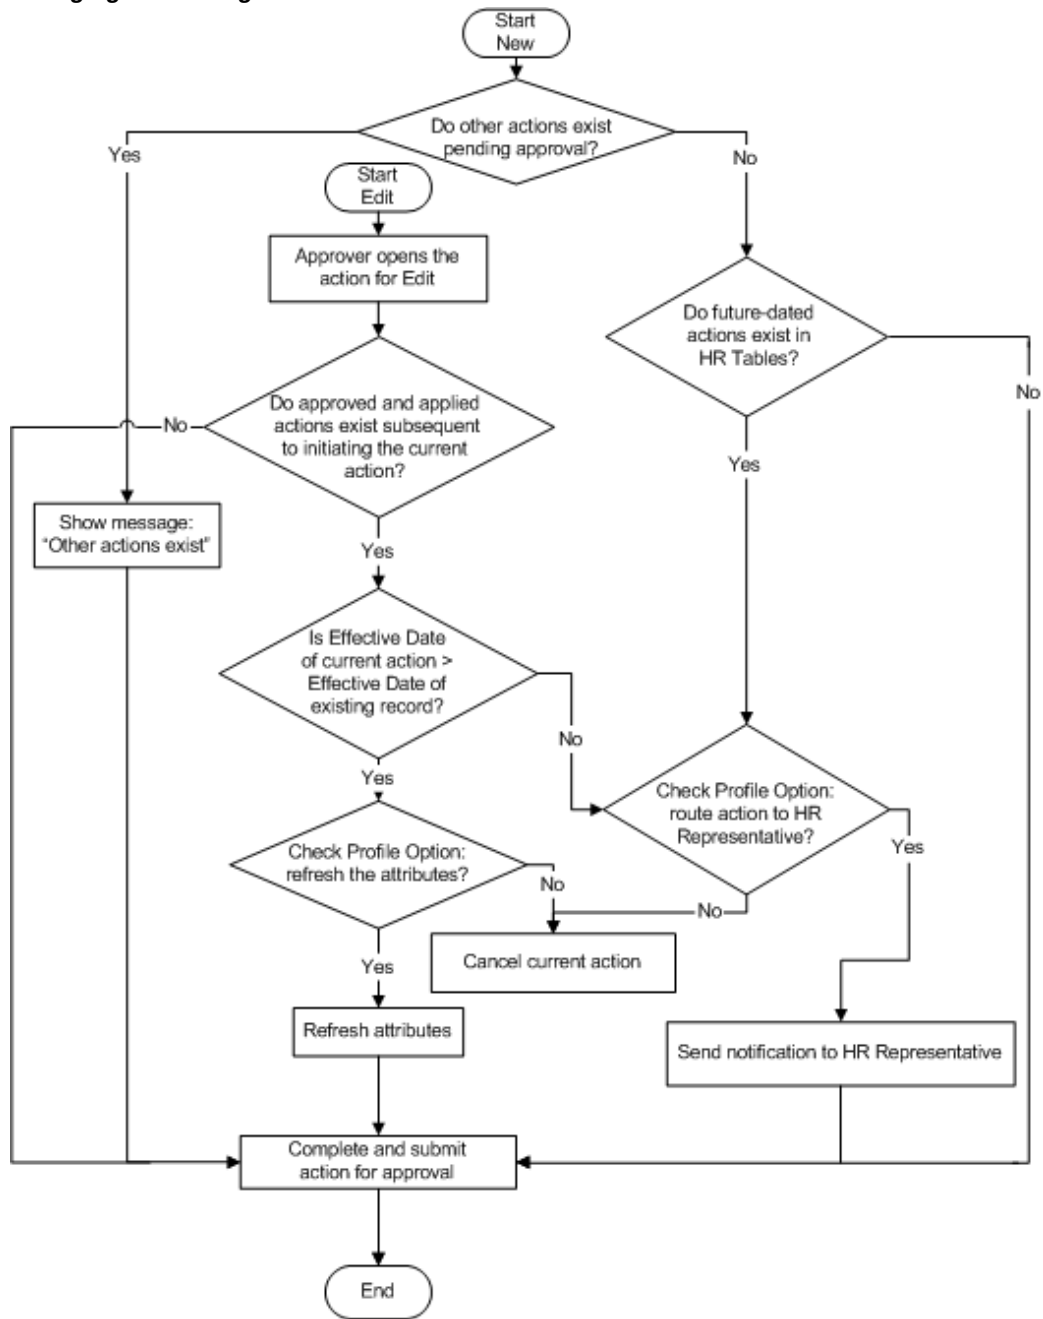 Start
New
Do other actions exist
pending approval?
Yes
No
Start
Edit
Approver opens the
action for Edit
Do future-dated
actions exist in
HR Tables?
No
Do approved and applied
actions exist subsequent
to initiating the current
action?
No
Yes
Show message:
“Other actions exist”
Yes
Is Effective Date
of current action >
Effective Date of
existing record?
No
Yes
Check Profile Option:
route action to HR
Representative?
Yes
Check Profile Option:
refresh the attributes?
No
No
Cancel current action
Yes
Refresh attributes
Send notification to HR Representative
Complete and submit
action for approval
End